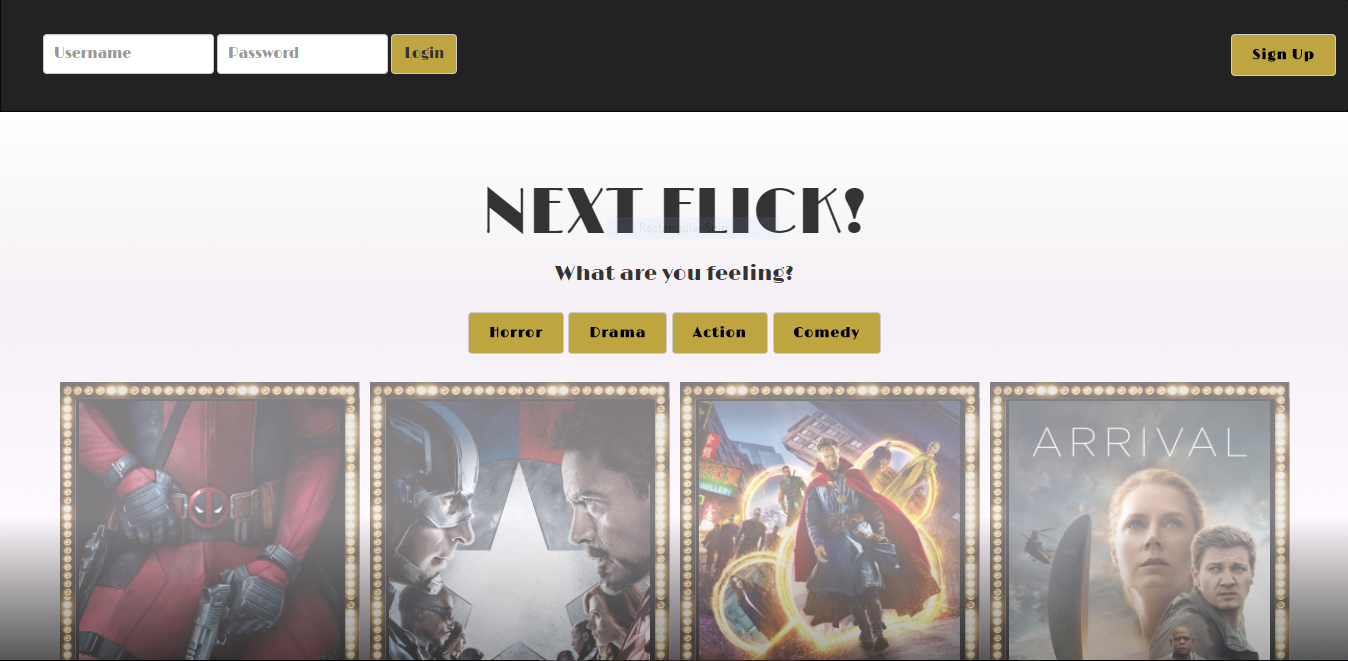 Username Password Login Sign Up
NEXT FLICK!
What are you feeling?
Horror Drama Action Comedy
ARRIVAL